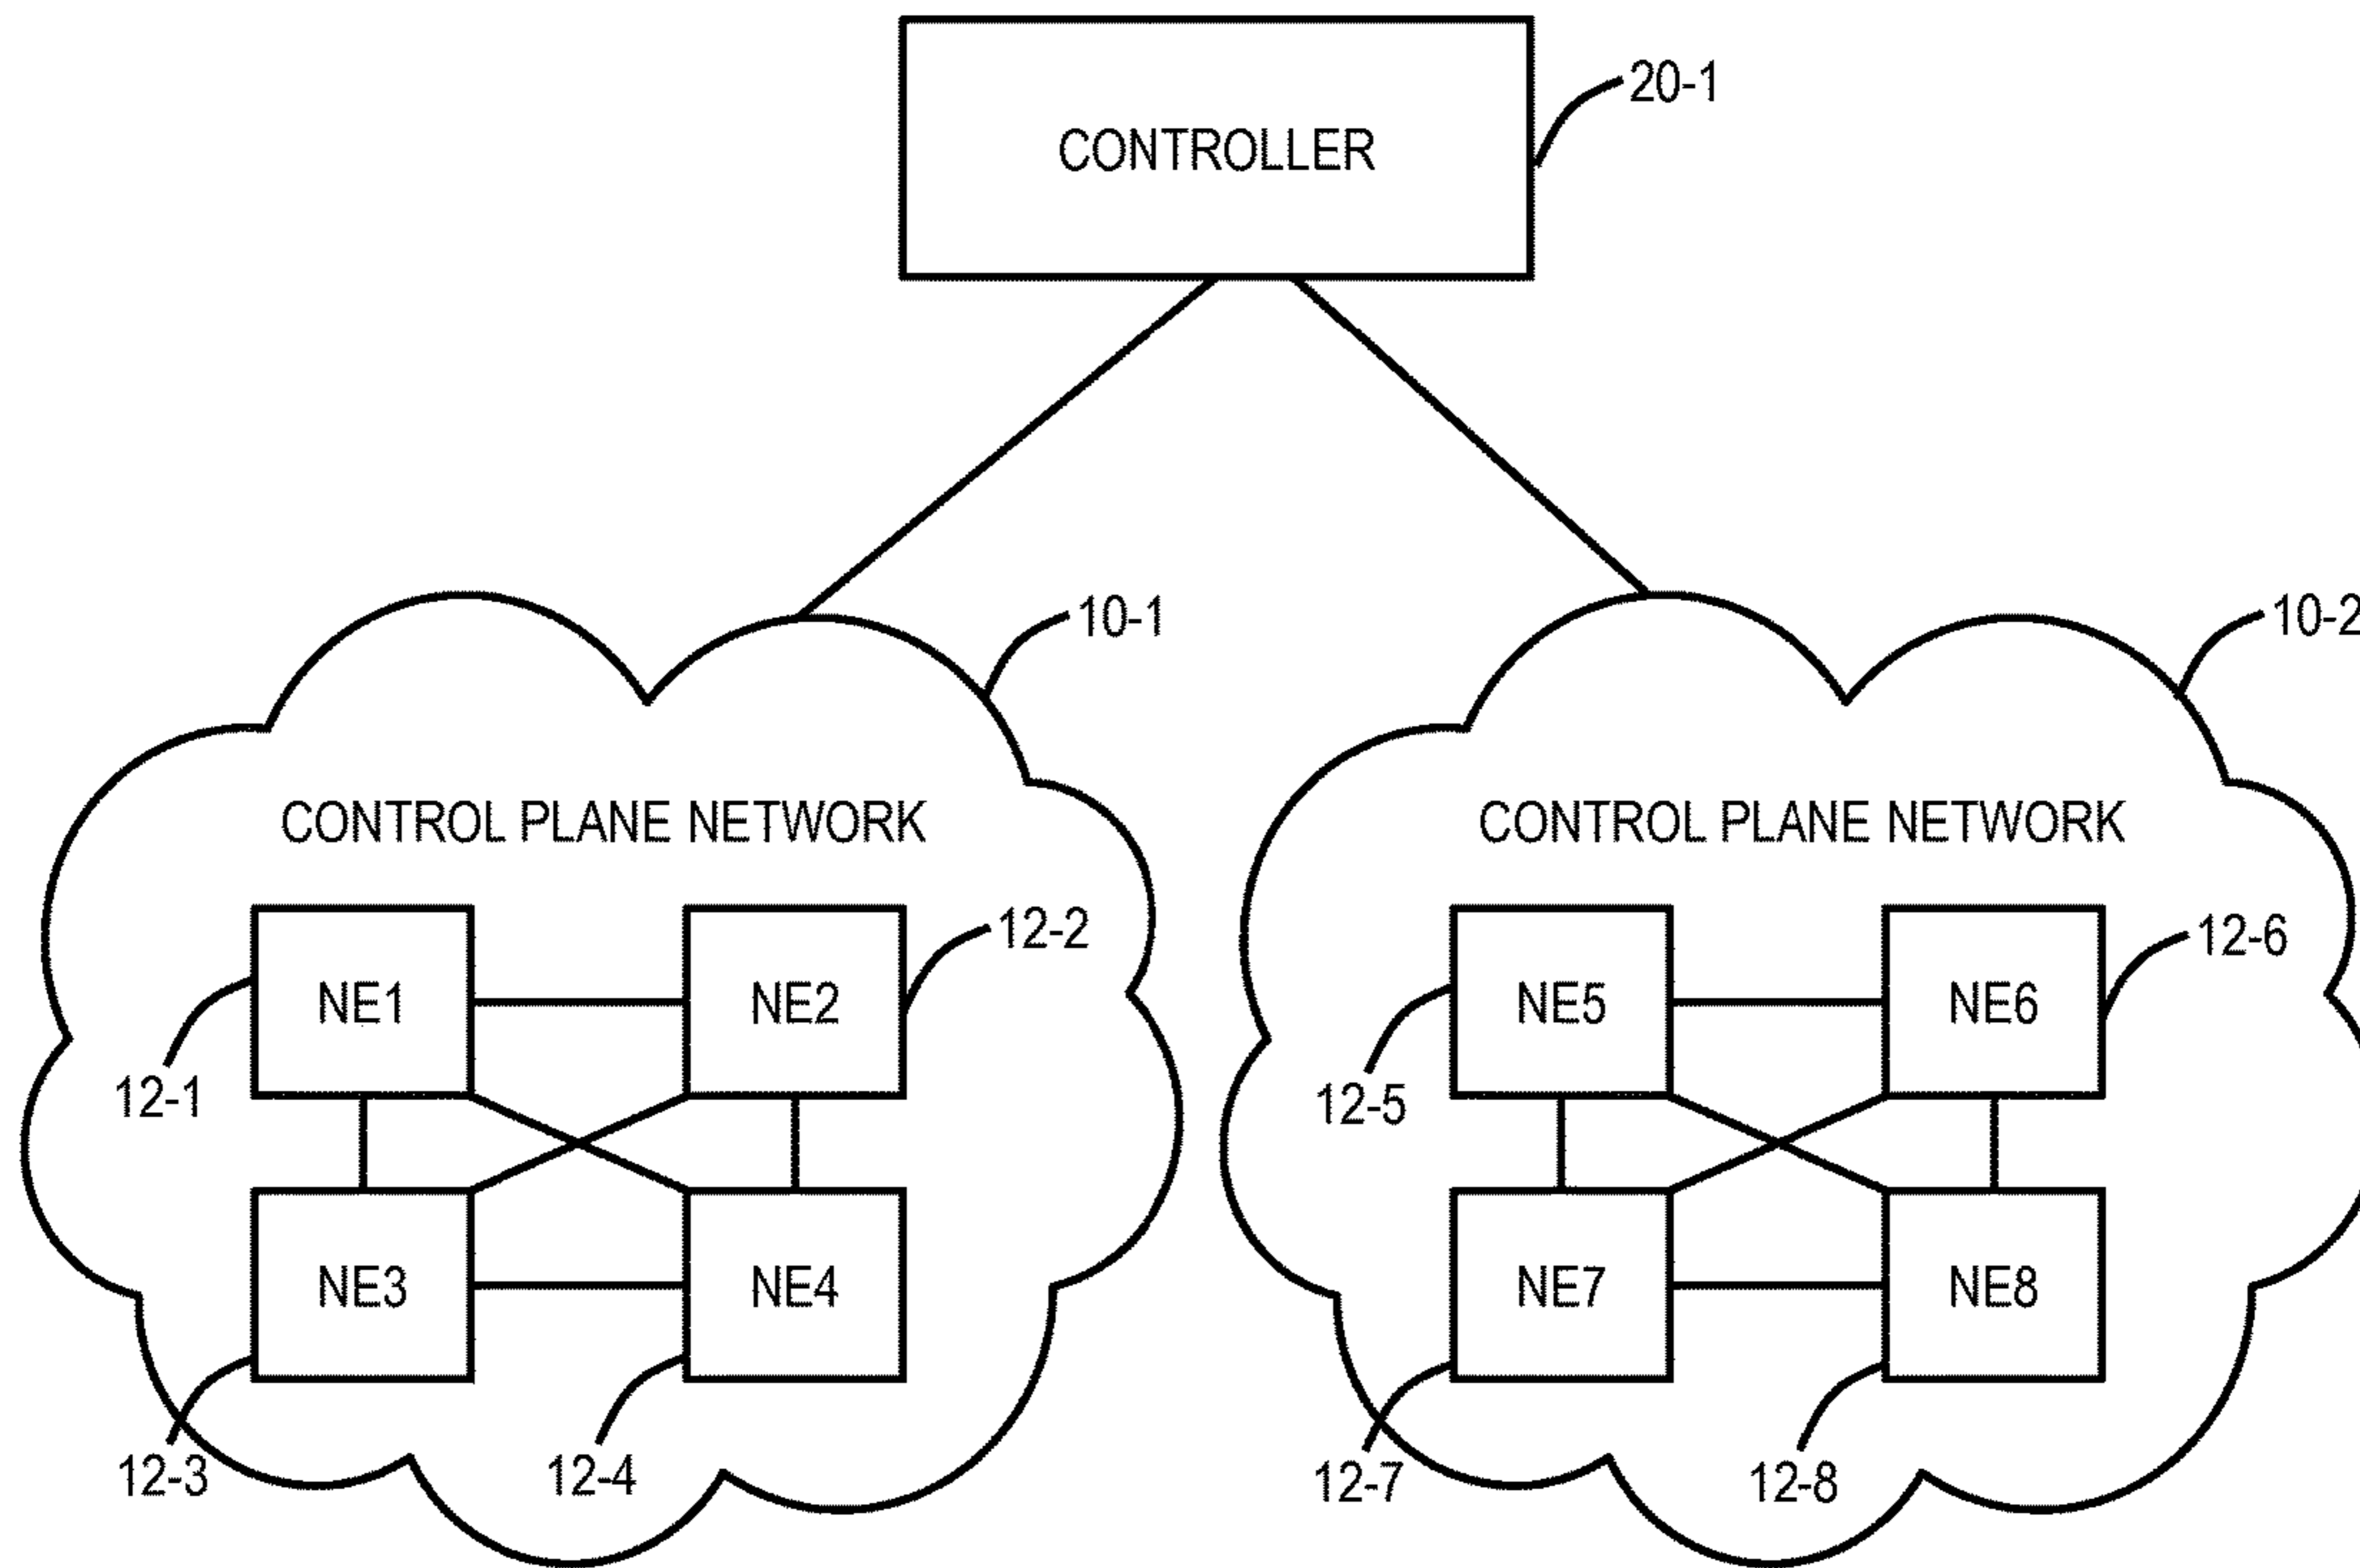 CONTROLLER
20-1
10-1
10-2
CONTROL PLANE NETWORK
CONTROL PLANE NETWORK
NE1
NE2
12-2
NE5
NE6
12-6
12-1
12-5
NE3
NE4
NE7
NE8
12-3
12-4
12-7
12-8